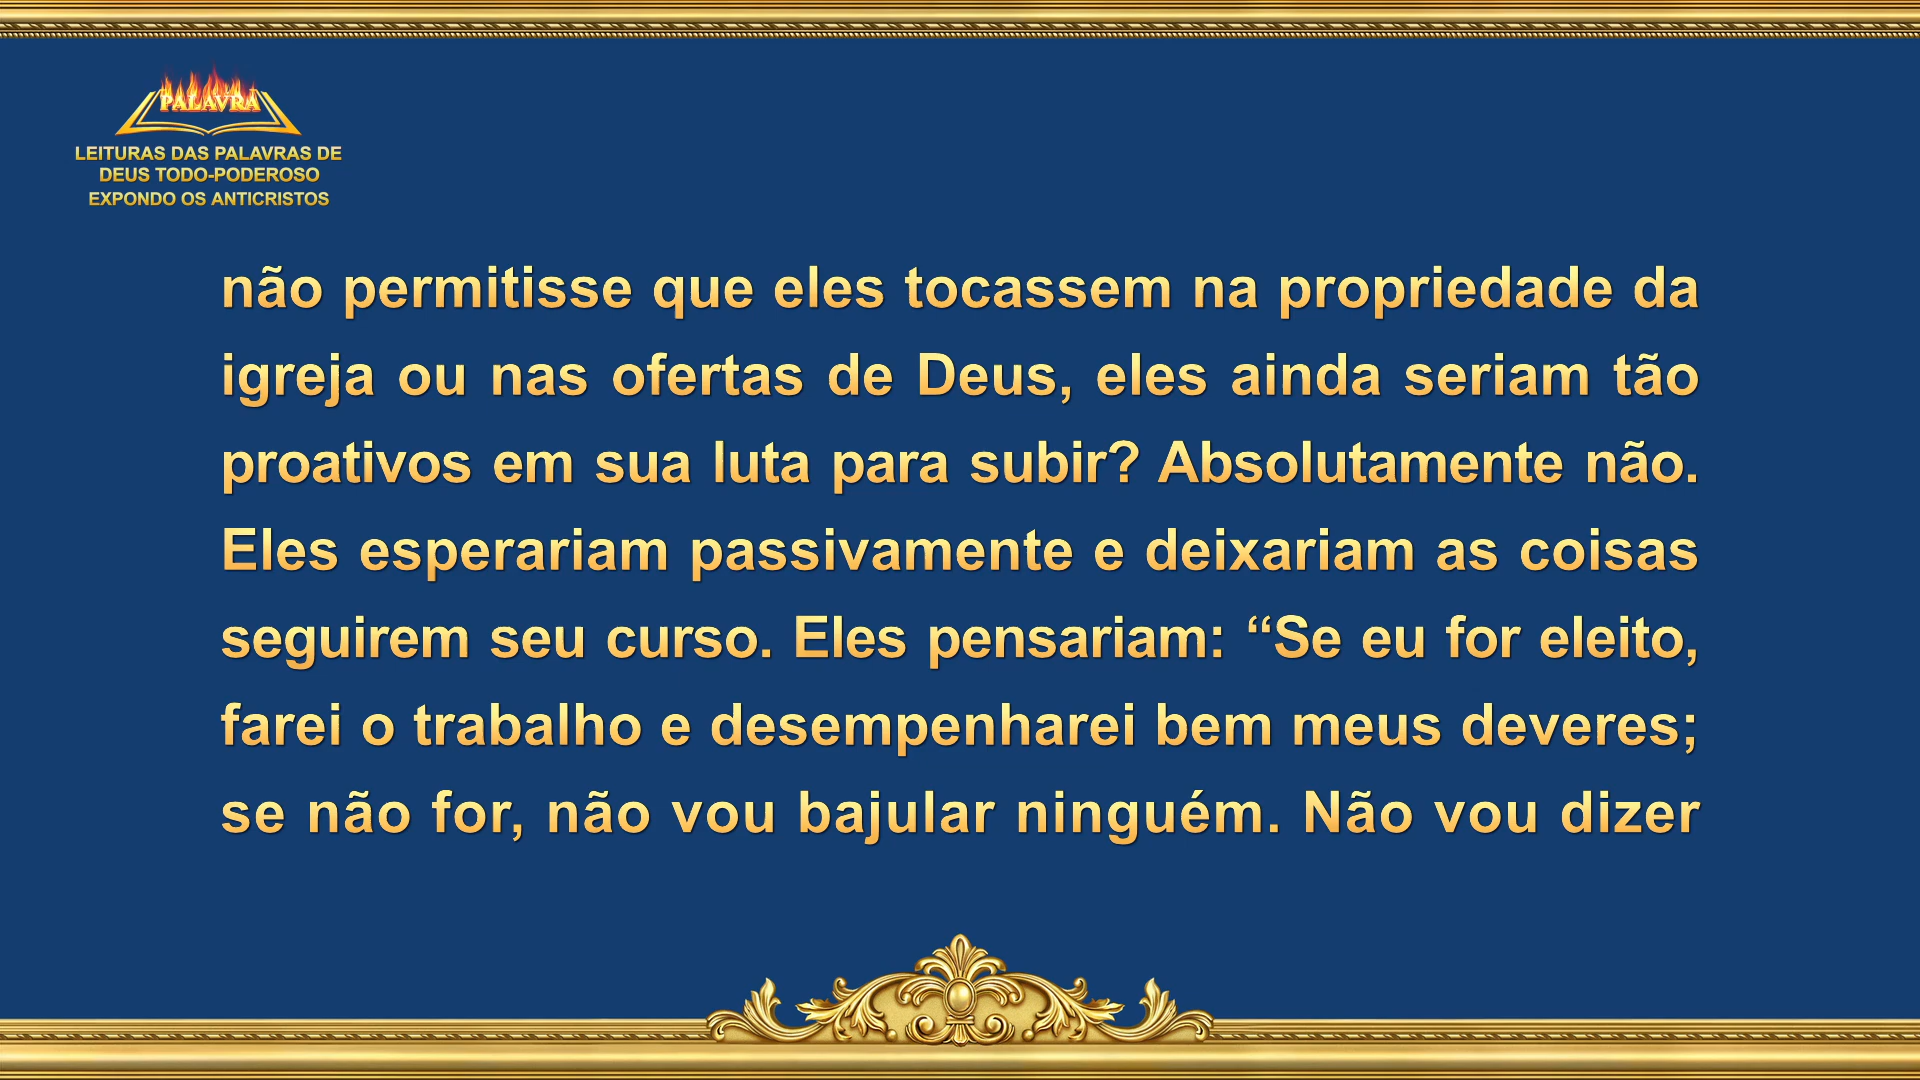 PALAVRA
LEITURAS DAS PALAVRAS DE
DEUS TODO-PODEROSO
EXPONDO OS ANTICRISTOS
não permitisse que eles tocassem na propriedade da
igreja ou nas ofertas de Deus, eles ainda seriam tão
proativos em sua luta para subir? Absolutamente não.
Eles esperariam passivamente e deixariam as coisas
seguirem seu curso. Eles pensariam: “Se eu for eleito,
farei o trabalho e desempenharei bem meus deveres;
se não for, não vou bajular ninguém. Não vou dizer